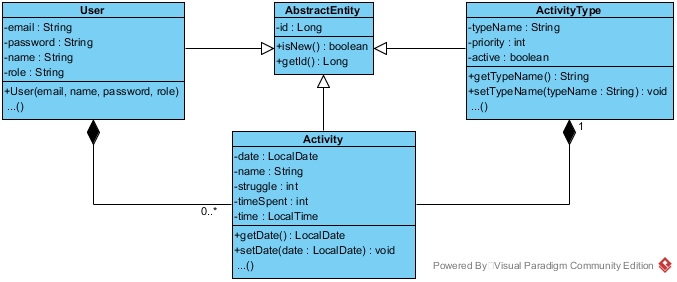 User
-email : String
-password : String
-name : String
-role : String
+User(email, name, password, role)
...()
AbstractEntity
-id : Long
+isNew() : boolean
+getId() : Long
ActivityType
-typeName : String
-priority : int
-active : boolean
+getTypeName() : String
+setTypeName(typeName : String) : void
...()
1
0..*
Activity
-date : LocalDate
-name : String
-struggle : int
-timeSpent : int
-time : LocalTime
+getDate() : LocalDate
+setDate(date : LocalDate) : void
...()
Powered By Visual Paradigm Community Edition